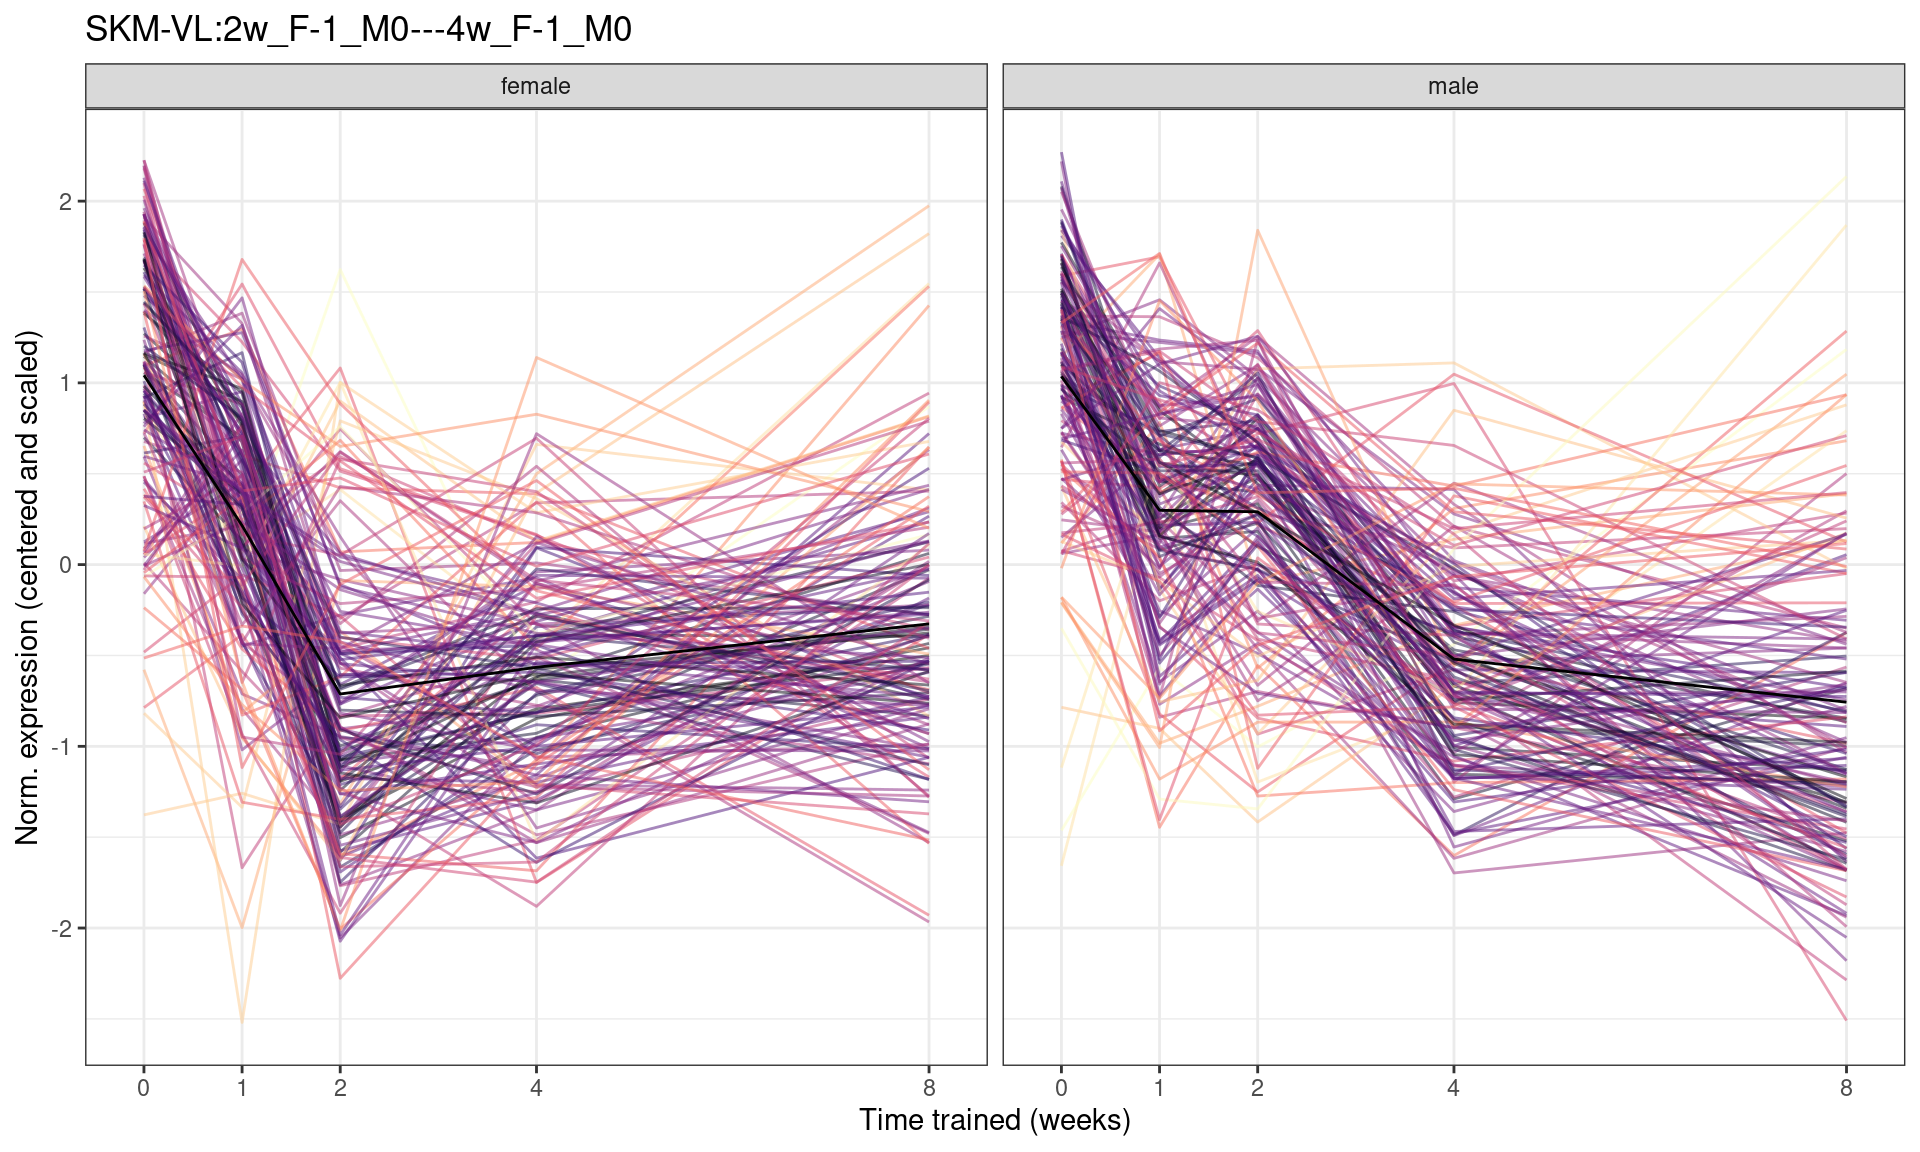 SKM-VL:2w_F-1_M0---4w_F-1_M0
female
male
Norm. expression (centered and scaled)
2
1
0
-1
-2
0 1 2 4 8
0 1 2 4 8
Time trained (weeks)